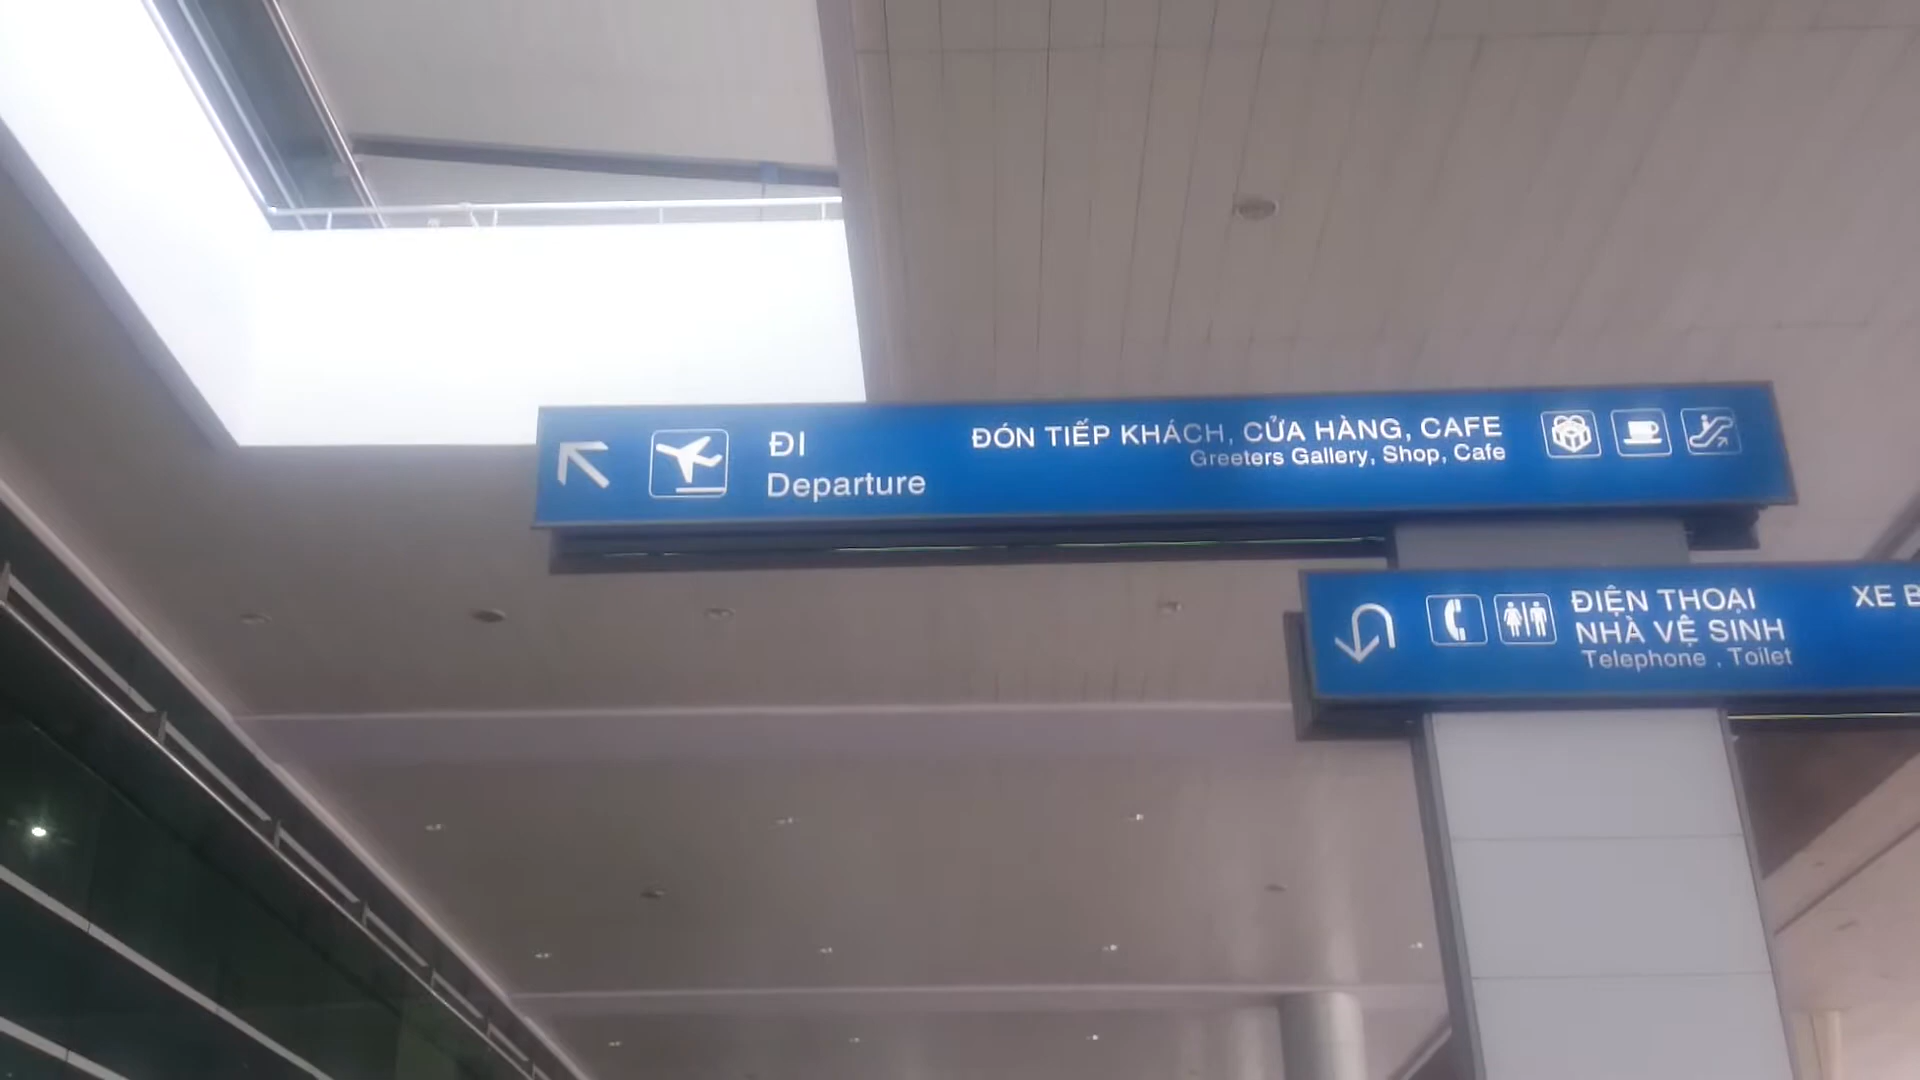 ĐI
Departure
ĐÓN TIẾP KHÁCH, CỬA HÀNG, CAFE
Greeters Gallery, Shop, Cafe
ĐIỆN THOẠI
NHÀ VỆ SINH
Telephone , Toilet
XE